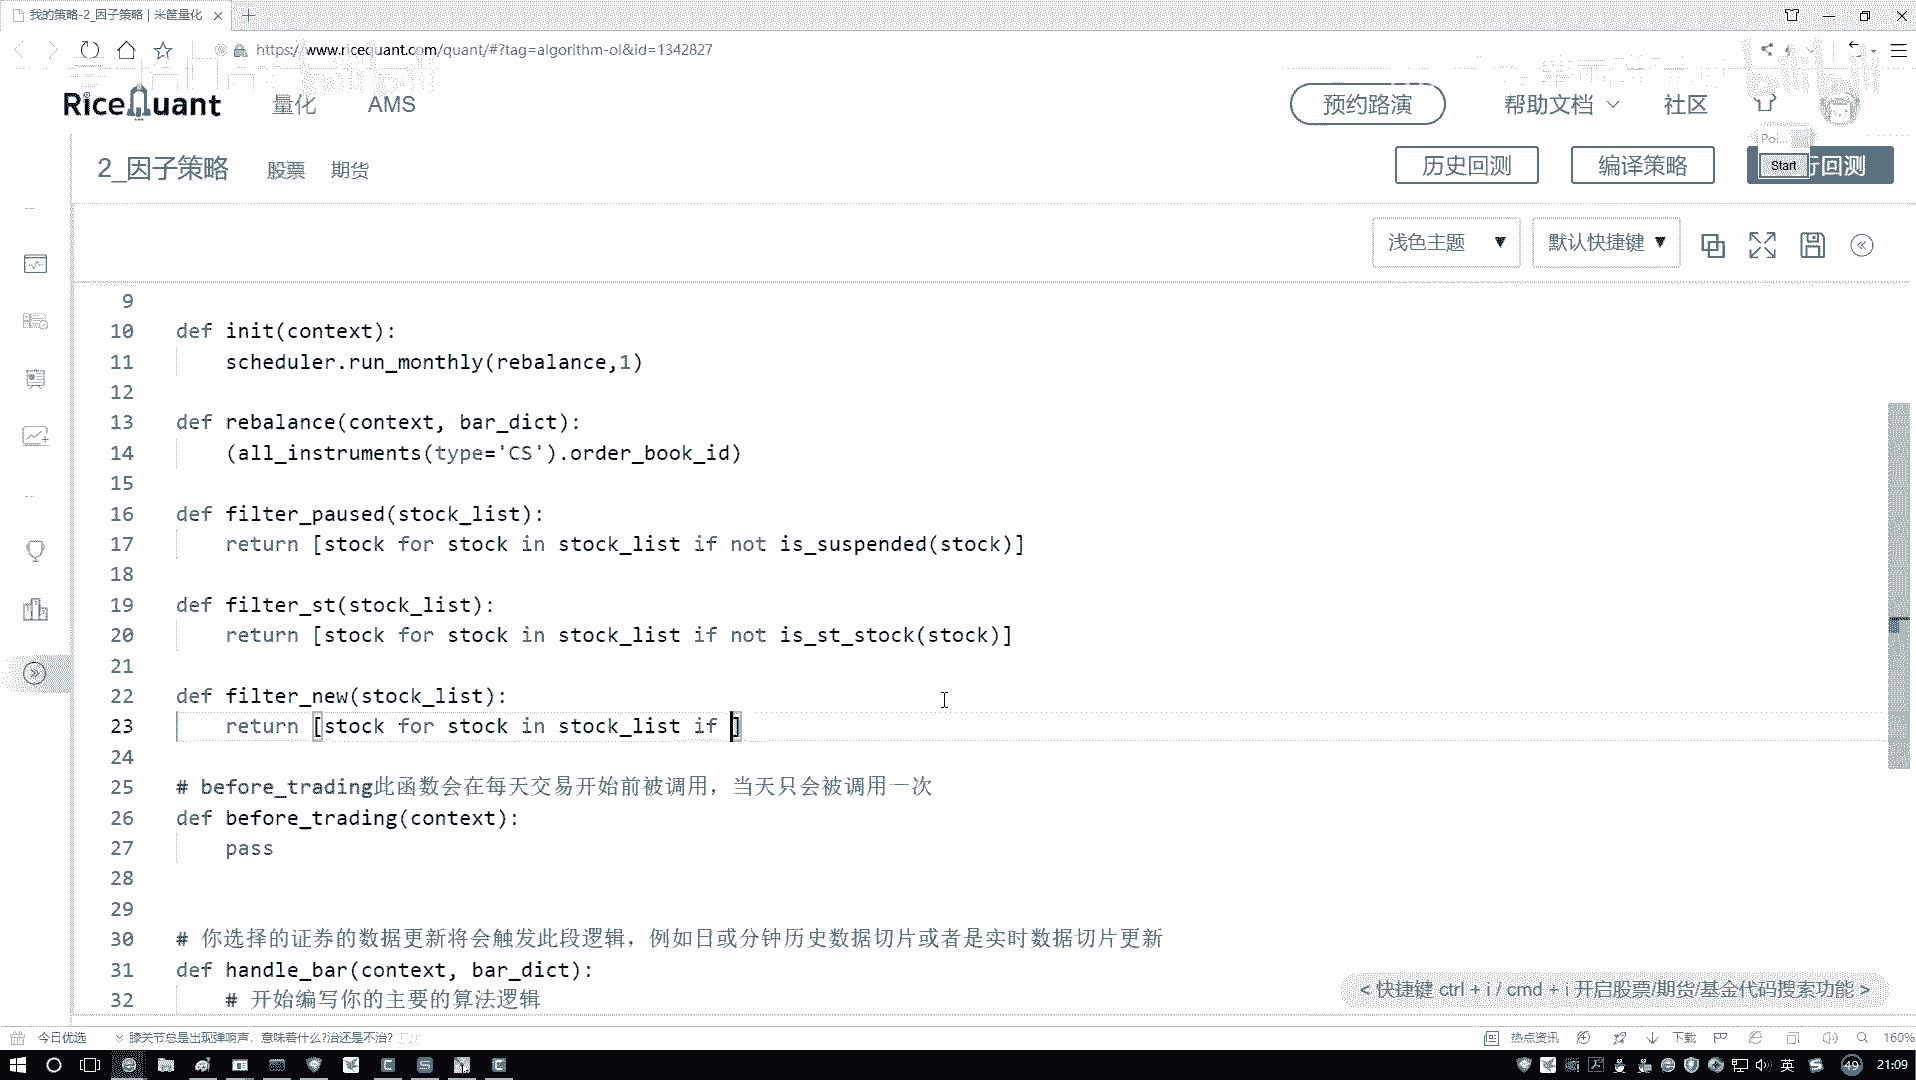 我的策略-2_因子策略 | 米筐量化
https://www.ricequant.com/quant/#?tag=algorithm-ol&id=1342827
RiceQuant 量化 AMS 预约路演 帮助文档 社区
Poi...
2_因子策略 股票 期货 历史回测 编译策略 Start 行回测
浅色主题 ▼ 默认快捷键 ▼
9
10 def init(context):
11 scheduler.run_monthly(rebalance,1)
12
13 def rebalance(context, bar_dict):
14 (all_instruments(type='CS').order_book_id)
15
16 def filter_paused(stock_list):
17 return [stock for stock in stock_list if not is_suspended(stock)]
18
19 def filter_st(stock_list):
20 return [stock for stock in stock_list if not is_st_stock(stock)]
21
22 def filter_new(stock_list):
23 return [stock for stock in stock_list if ]
24
25 # before_trading此函数会在每天交易开始前被调用，当天只会被调用一次
26 def before_trading(context):
27 pass
28
29
30 # 你选择的证券的数据更新将会触发此段逻辑，例如日或分钟历史数据切片或者是实时数据切片更新
31 def handle_bar(context, bar_dict):
32 # 开始编写你的主要的算法逻辑
< 快捷键 ctrl + i / cmd + i 开启股票/期货/基金代码搜索功能 >
今日优选 膝关节总是出现弹响声，意味着什么?治还是不治? 热点资讯 下载 160%
英 49 21:09